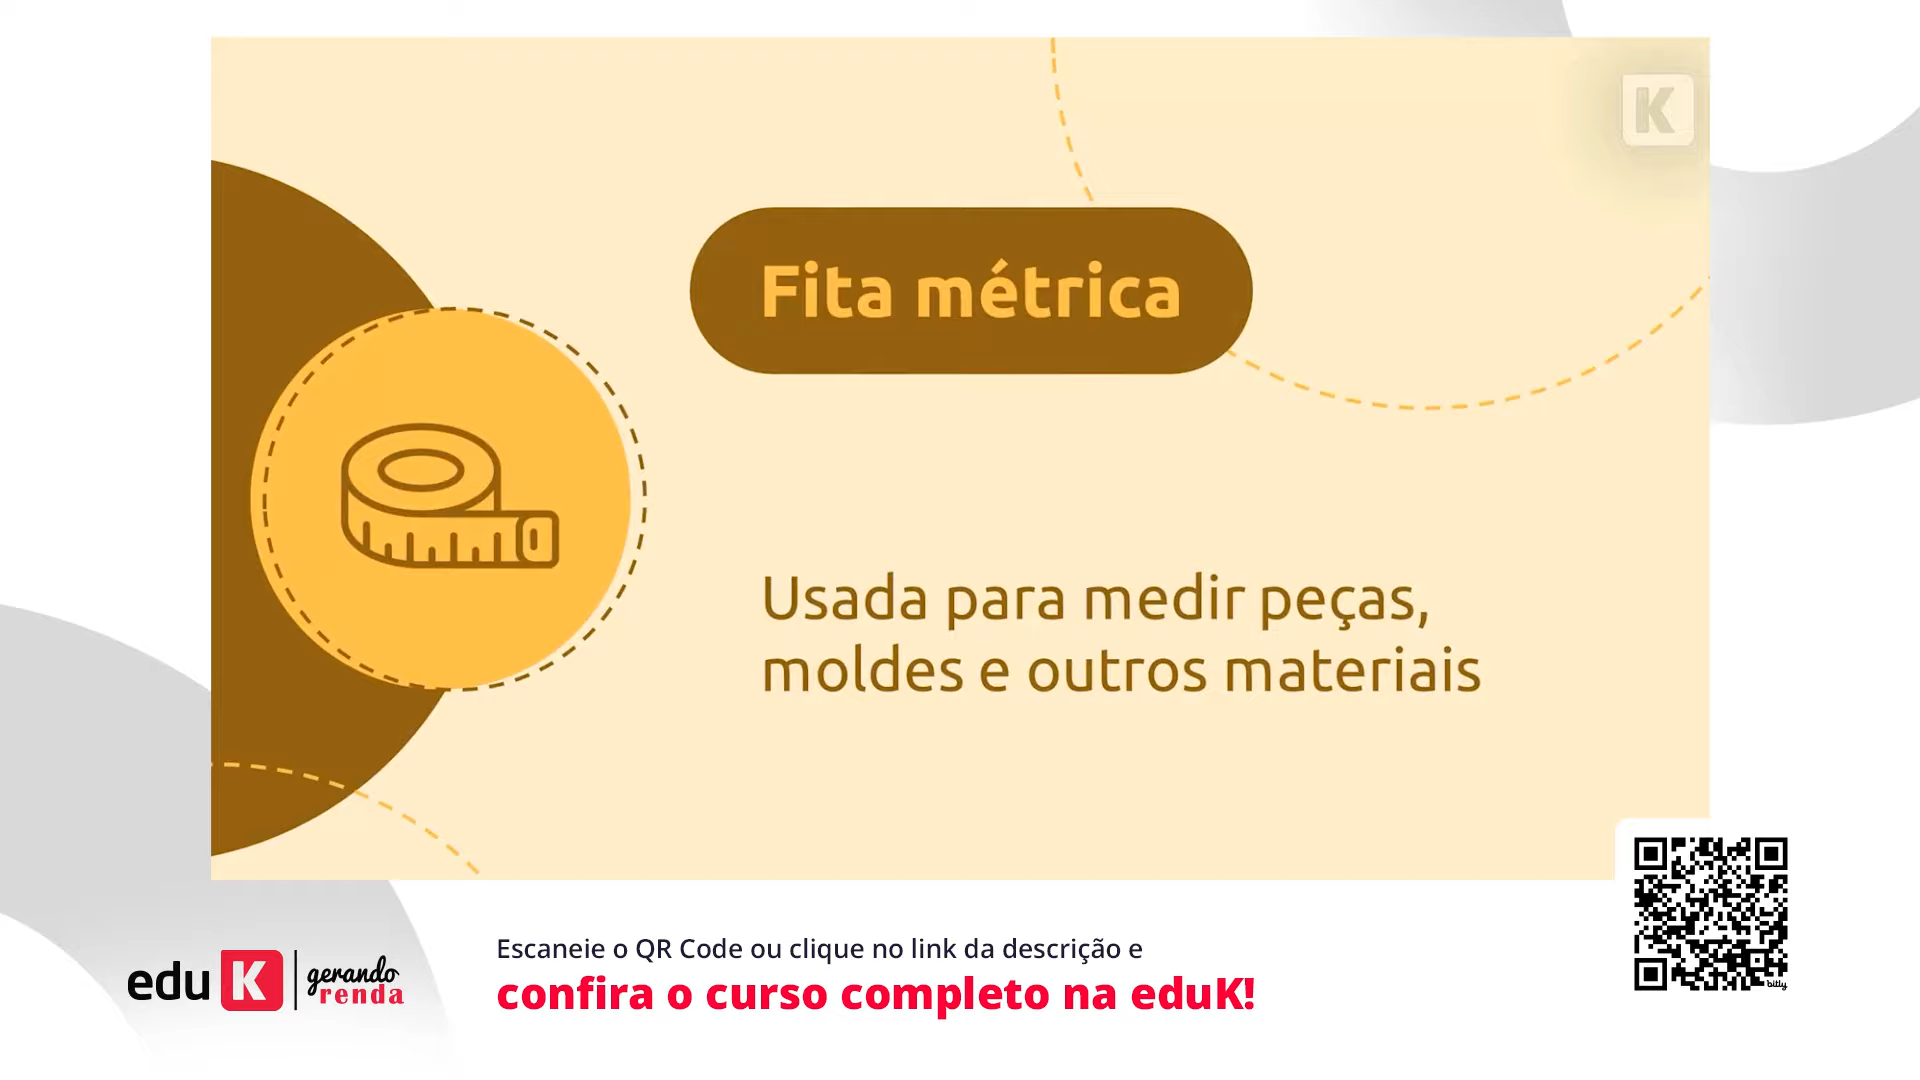 K
Fita métrica
Usada para medir peças,
moldes e outros materiais
Escaneie o QR Code ou clique no link da descrição e
confira o curso completo na eduK!
eduK | gerando
renda
bitly